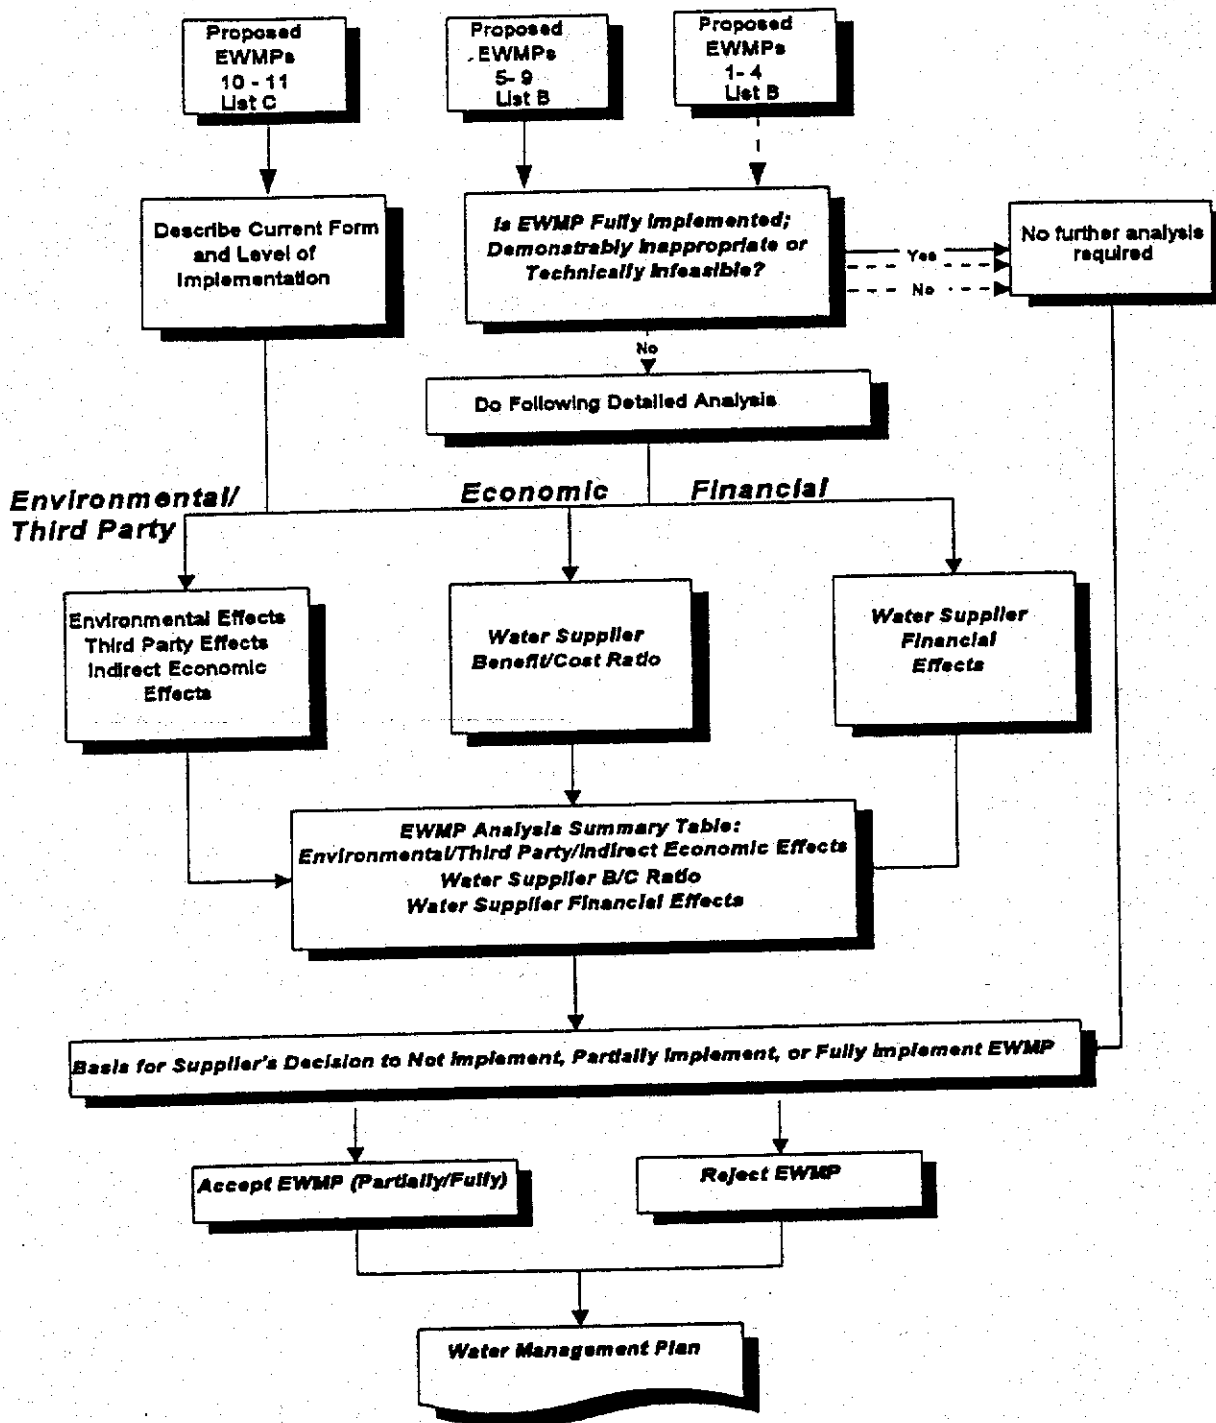 Proposed
EWMPs
10 - 11
List C
Proposed
EWMPs
5- 9
List B
Proposed
EWMPs
1- 4
List B
Describe Current Form
and Level of
Implementation
Is EWMP Fully Implemented;
Demonstrably Inappropriate or
Technically Infeasible?
Yes
No
No further analysis
required
No
Do Following Detailed Analysis
Environmental/
Third Party
Economic
Financial
Environmental Effects
Third Party Effects
Indirect Economic
Effects
Water Supplier
Benefit/Cost Ratio
Water Supplier
Financial
Effects
EWMP Analysis Summary Table:
Environmental/Third Party/Indirect Economic Effects
Water Supplier B/C Ratio
Water Supplier Financial Effects
Basis for Supplier's Decision to Not Implement, Partially Implement, or Fully Implement EWMP
Accept EWMP (Partially/Fully)
Reject EWMP
Water Management Plan